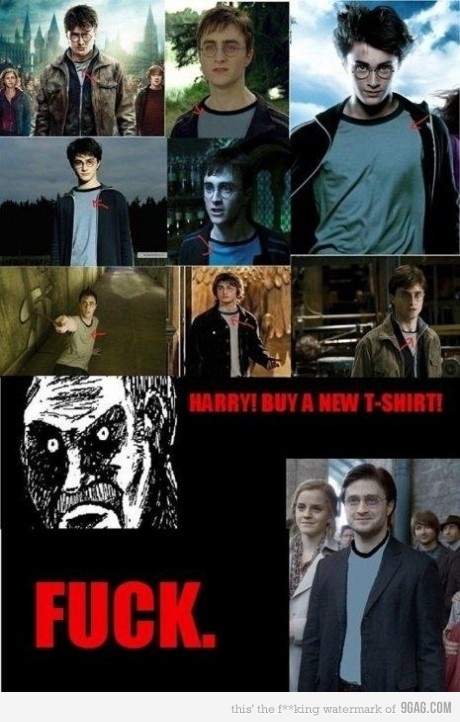 HARRY! BUY A NEW T-SHIRT!
FUCK.
this' the f**king watermark of 9GAG.COM